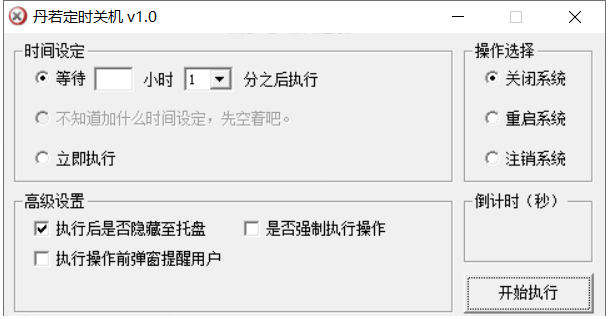 丹若定时关机 v1.0
时间设定
等待 小时 1 分之后执行
不知道加什么时间设定，先空着吧。
立即执行
操作选择
关闭系统
重启系统
注销系统
高级设置
执行后是否隐藏至托盘 是否强制执行操作
执行操作前弹窗提醒用户
倒计时（秒）
开始执行